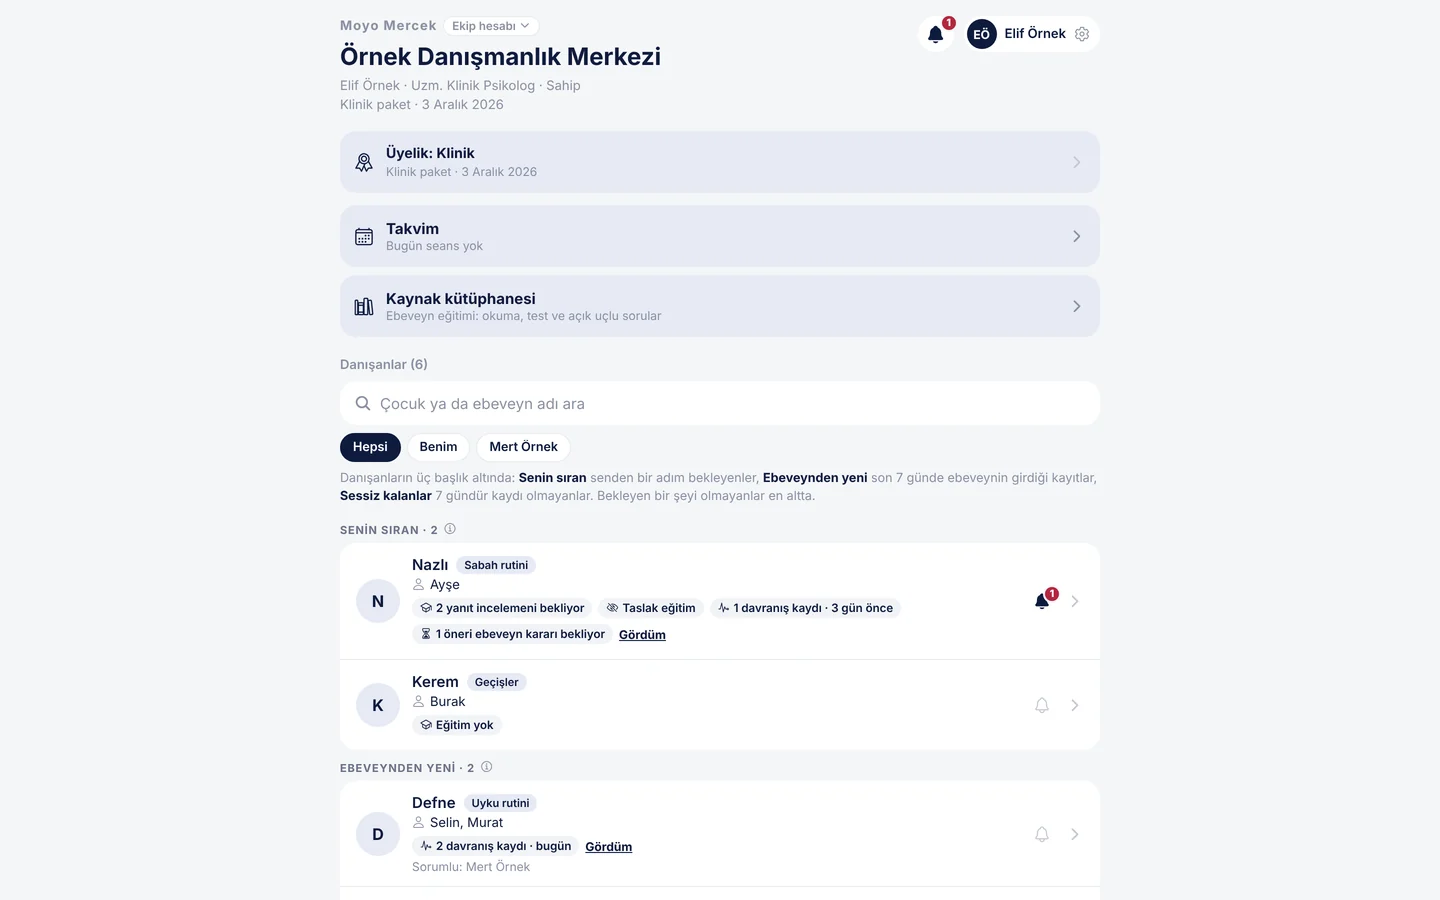 Moyo Mercek Ekip hesabı
1
EÖ Elif Örnek
Örnek Danışmanlık Merkezi
Elif Örnek · Uzm. Klinik Psikolog · Sahip
Klinik paket · 3 Aralık 2026
Üyelik: Klinik
Klinik paket · 3 Aralık 2026
Takvim
Bugün seans yok
Kaynak kütüphanesi
Ebeveyn eğitimi: okuma, test ve açık uçlu sorular
Danışanlar (6)
Çocuk ya da ebeveyn adı ara
Hepsi Benim Mert Örnek
Danışanların üç başlık altında: Senin sıran senden bir adım bekleyenler, Ebeveynden yeni son 7 günde ebeveynin girdiği kayıtlar,
Sessiz kalanlar 7 gündür kaydı olmayanlar. Bekleyen bir şeyi olmayanlar en altta.
SENİN SIRAN · 2
N
Nazlı Sabah rutini
Ayşe
2 yanıt incelemeni bekliyor Taslak eğitim 1 davranış kaydı · 3 gün önce
1 öneri ebeveyn kararı bekliyor Gördüm
1
K
Kerem Geçişler
Burak
Eğitim yok
EBEVEYNDEN YENİ · 2
D
Defne Uyku rutini
Selin, Murat
2 davranış kaydı · bugün Gördüm
Sorumlu: Mert Örnek